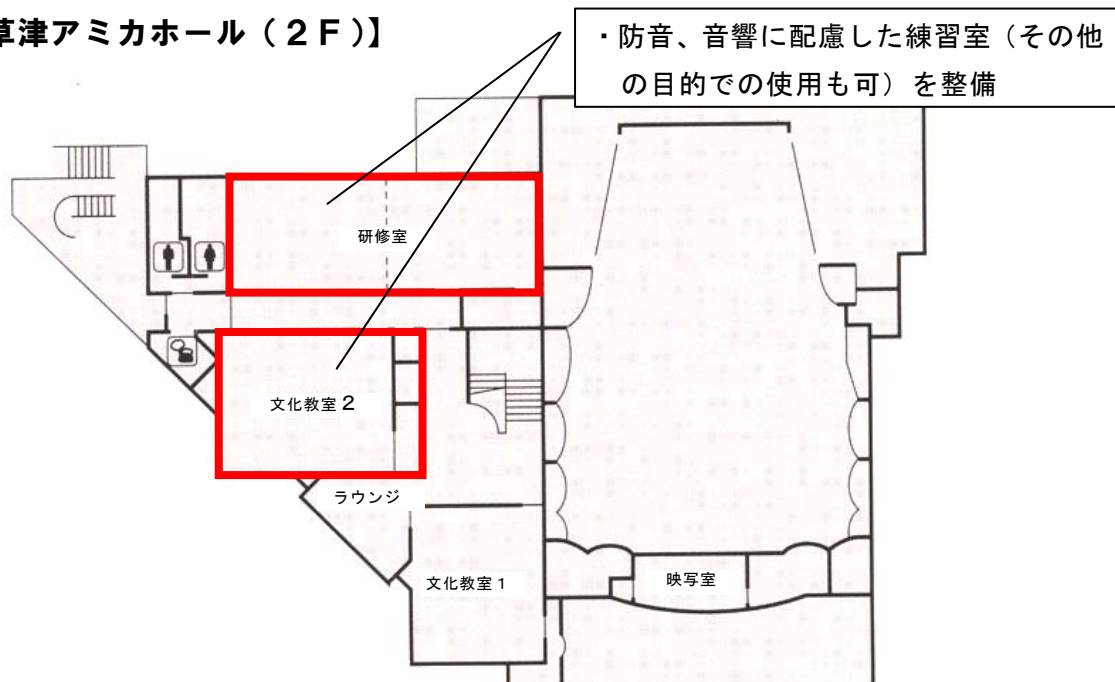 草津アミカホール（２Ｆ）】
・防音、音響に配慮した練習室（その他
の目的での使用も可）を整備
研修室
文化教室２
ラウンジ
文化教室１
映写室